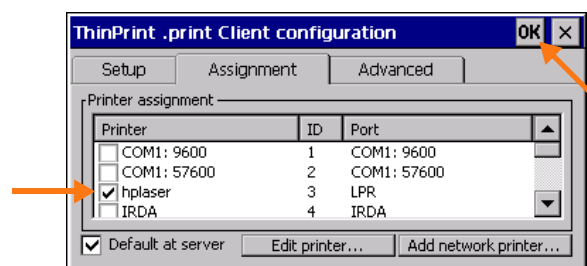 ThinPrint .print Client configuration OK ×
Setup Assignment Advanced
Printer assignment
Printer ID Port
COM1: 9600 1 COM1: 9600
COM1: 57600 2 COM1: 57600
hplaser 3 LPR
IRDA 4 IRDA
Default at server Edit printer... Add network printer...